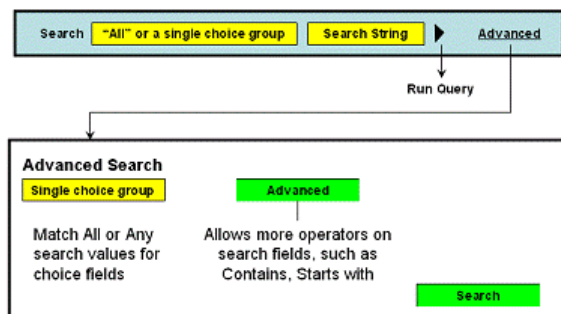 Search "All" or a single choice group Search String Advanced
Run Query
Advanced Search
Single choice group Advanced
Match All or Any
search values for
choice fields
Allows more operators on
search fields, such as
Contains, Starts with
Search